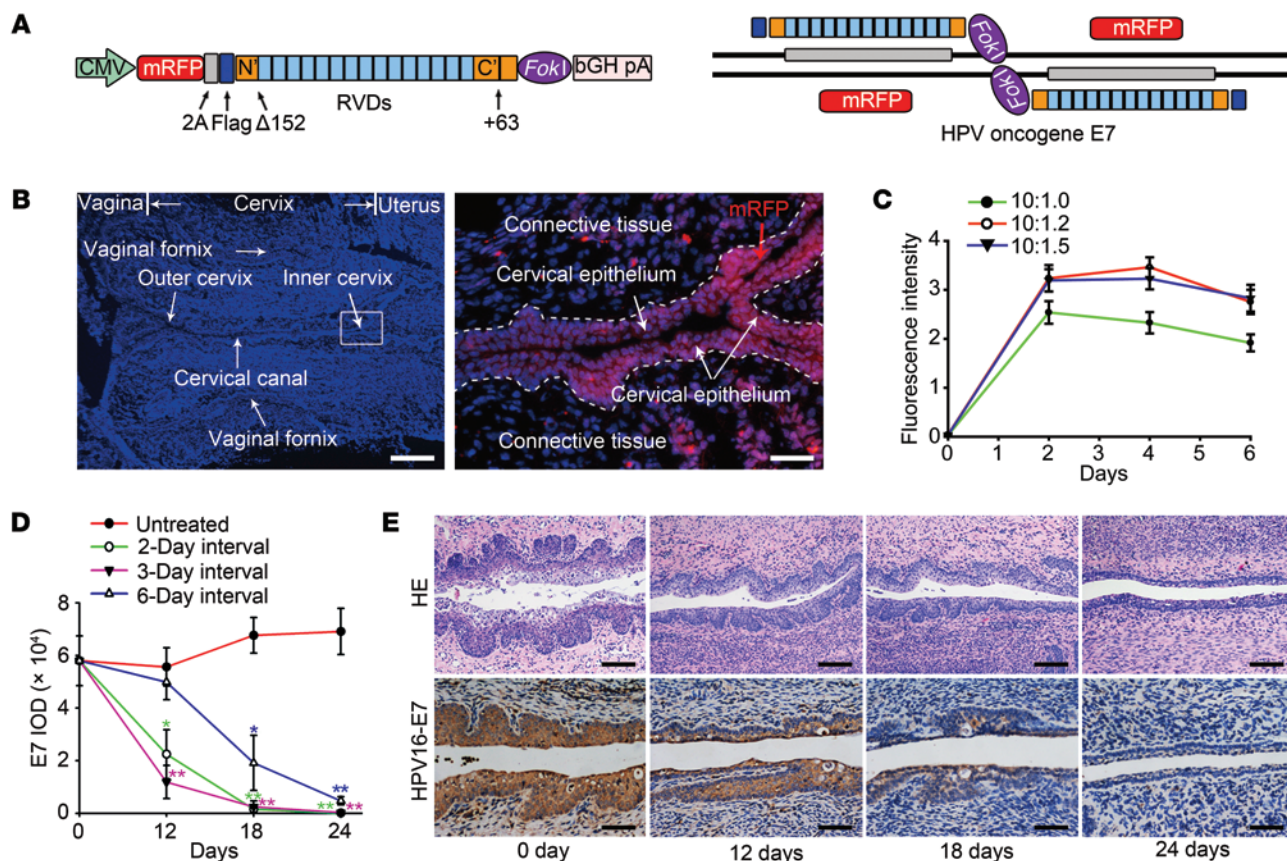 A
CMV mRFP N' C' FokI bGH pA
RVDs
2A Flag Δ152 +63
FokI mRFP
mRFP FokI
HPV oncogene E7
B
Vagina Cervix Uterus
Vaginal fornix
Outer cervix Inner cervix
Cervical canal
Vaginal fornix
Connective tissue mRFP
Cervical epithelium
Cervical epithelium
Connective tissue
C
10:1.0
10:1.2
10:1.5
Fluorescence intensity
4
3
2
1
0
0 1 2 3 4 5 6
Days
D
Untreated
2-Day interval
3-Day interval
6-Day interval
E7 IOD (× 10⁴)
8
6
4
2
0
* *
** ** ** **
** **
0 12 18 24
Days
E
HE
HPV16-E7
0 day 12 days 18 days 24 days